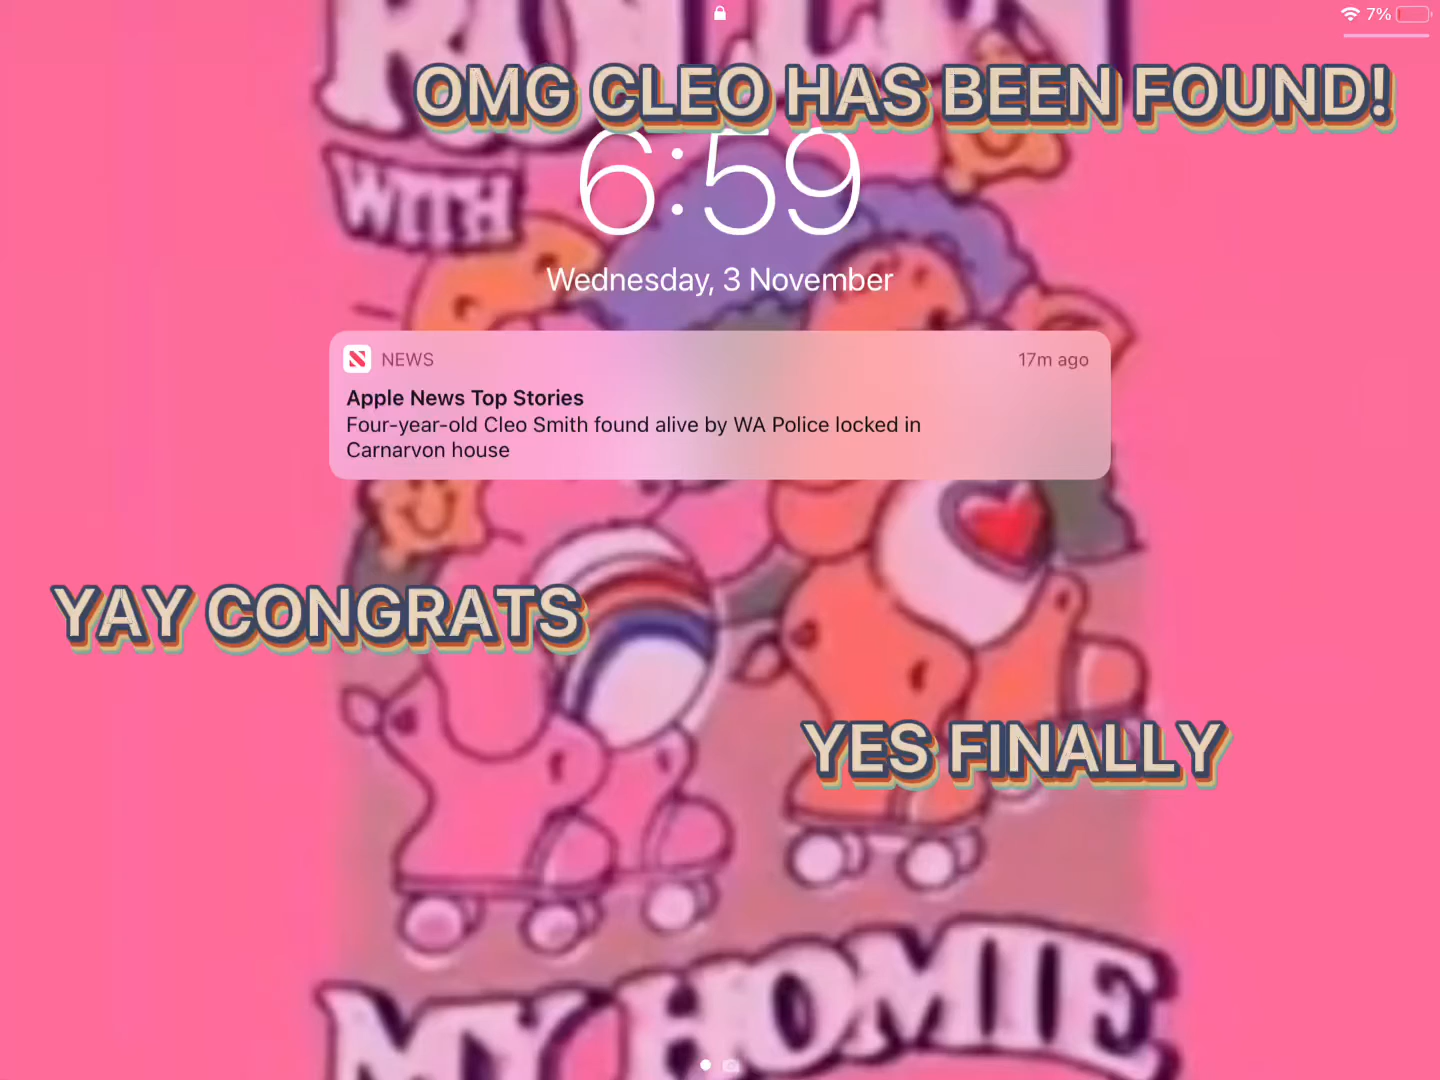 7%
ROLLIN
OMG CLEO HAS BEEN FOUND!
6:59
WITH
Wednesday, 3 November
NEWS
17m ago
Apple News Top Stories
Four-year-old Cleo Smith found alive by WA Police locked in
Carnarvon house
YAY CONGRATS
YES FINALLY
MY HOMIE